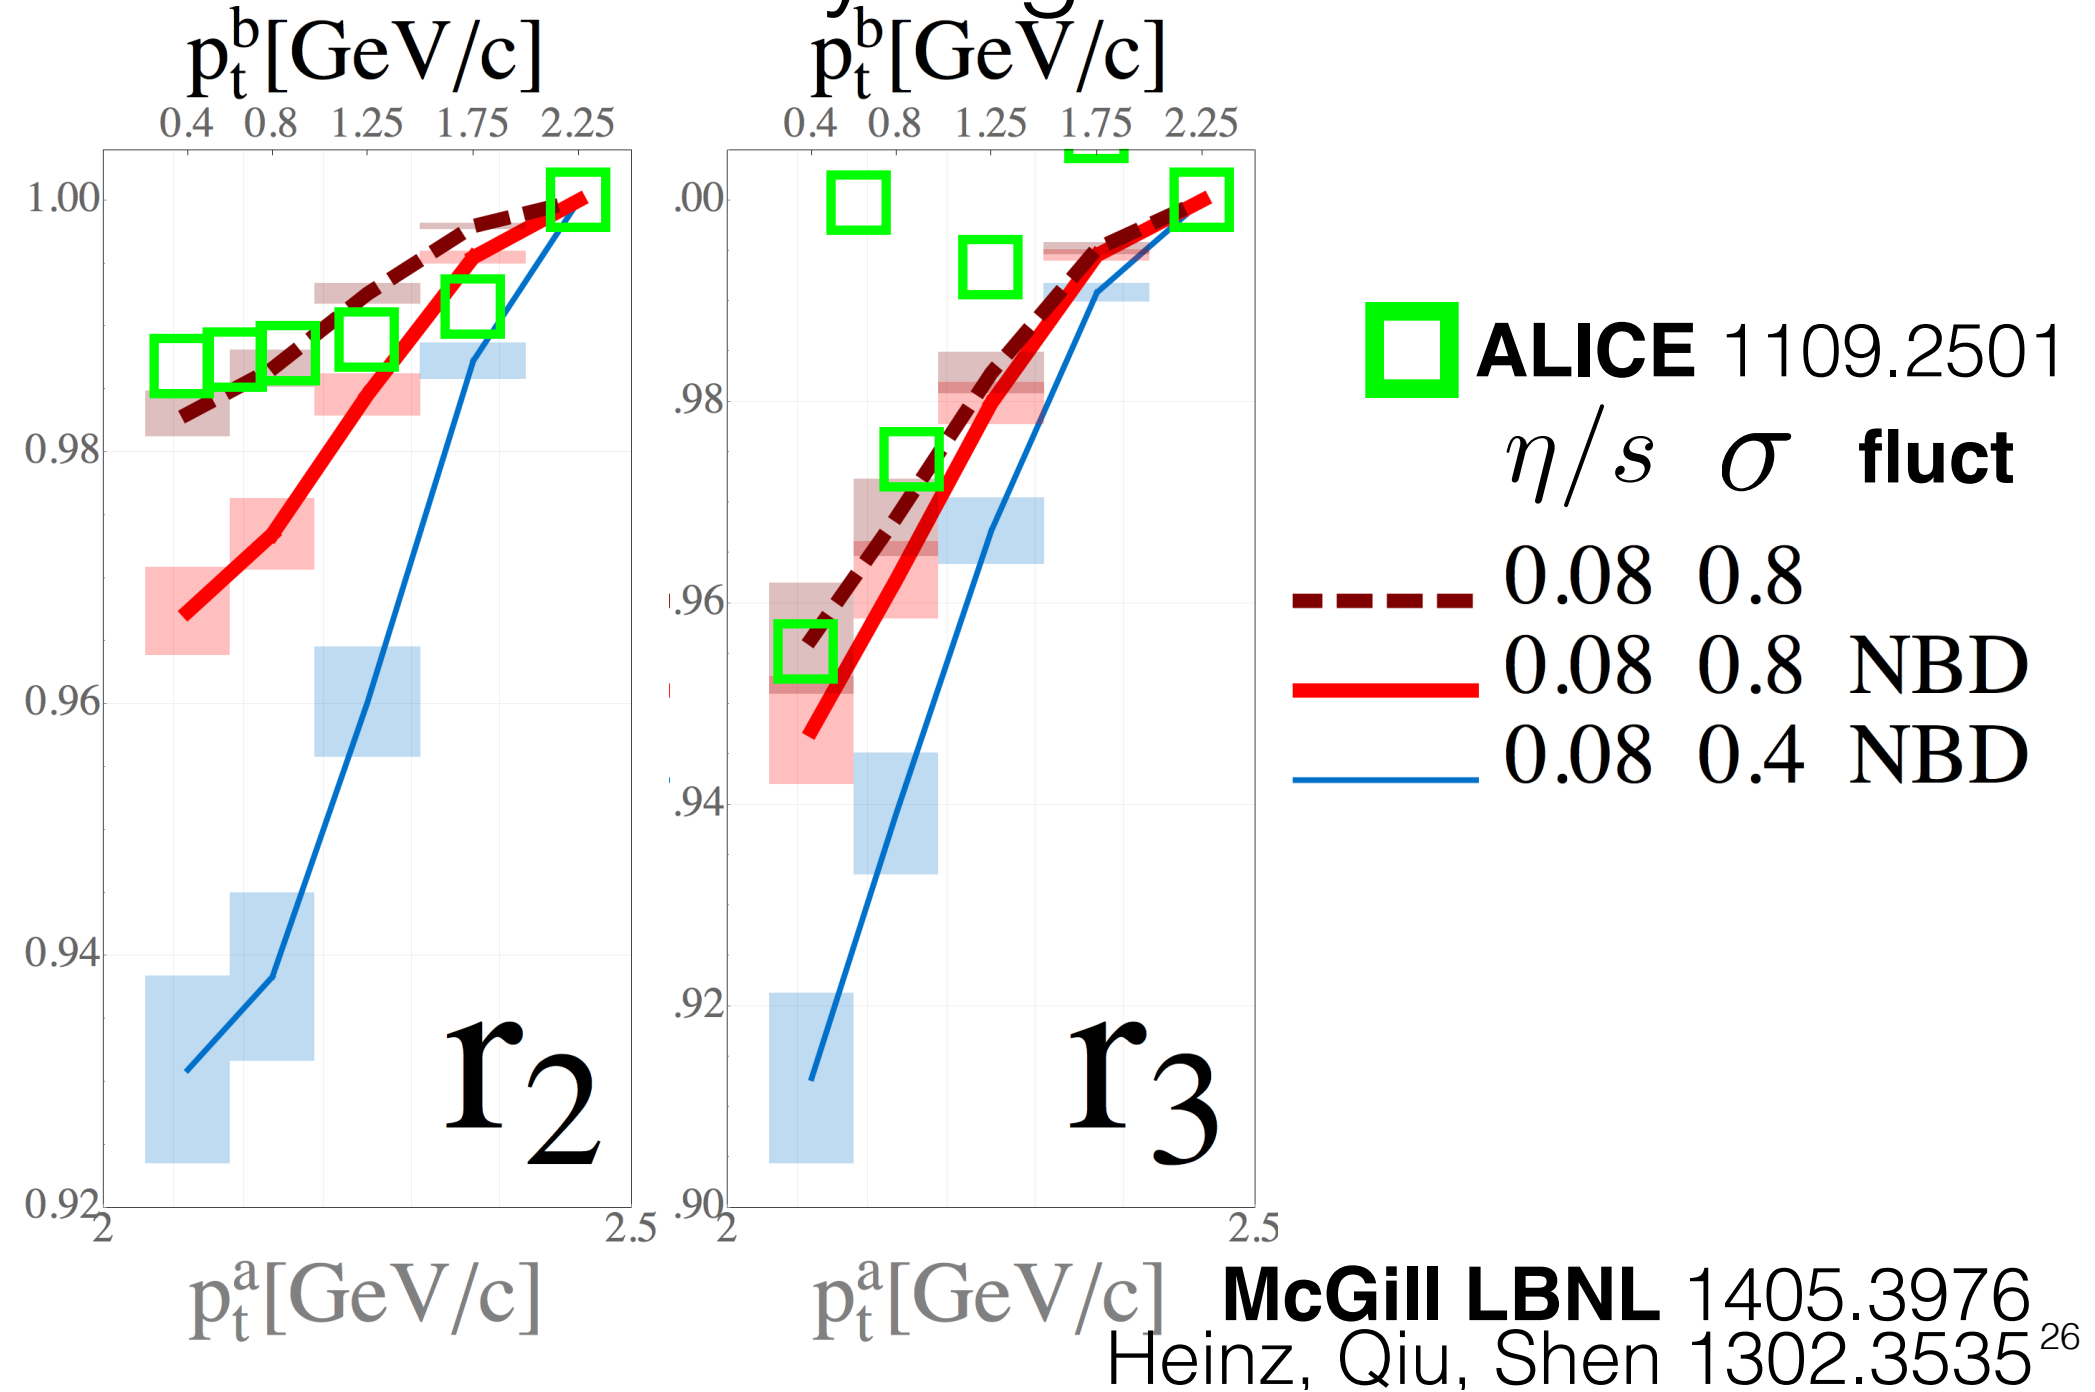 p_t^b[GeV/c] p_t^b[GeV/c]
0.4 0.8 1.25 1.75 2.25 0.4 0.8 1.25 1.75 2.25
1.00 .00
0.98 .98
0.96 .96
0.94 .94
0.92 .92
.90
r₂ r₃
2 2.5 2 2.5
p_t^a[GeV/c] p_t^a[GeV/c]
ALICE 1109.2501
η/s σ fluct
0.08 0.8
0.08 0.8 NBD
0.08 0.4 NBD
McGill LBNL 1405.3976
Heinz, Qiu, Shen 1302.3535
26